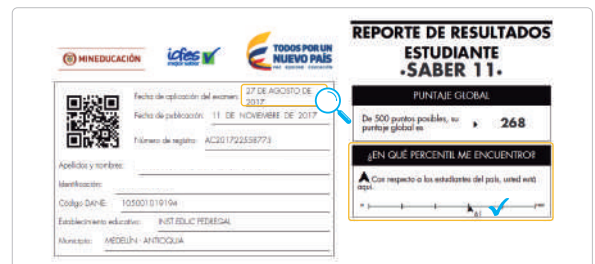 MINEDUCACIÓN
icfes
mejor saber
TODOS POR UN
NUEVO PAÍS
PAZ EQUIDAD EDUCACIÓN
REPORTE DE RESULTADOS
ESTUDIANTE
·SABER 11·
Fecha de aplicación del examen: 27 DE AGOSTO DE
2017
Fecha de publicación: 11 DE NOVIEMBRE DE 2017
Número de registro: AC201722558773
Apellidos y nombres:
Identificación:
Código DANE: 105001019194
Establecimiento educativo: INST EDUC PEDREGAL
Municipio: MEDELLÍN - ANTIOQUIA
PUNTAJE GLOBAL
De 500 puntos posibles, su
puntaje global es
268
¿EN QUÉ PERCENTIL ME ENCUENTRO?
Con respecto a los estudiantes del país, usted está
aquí.
61